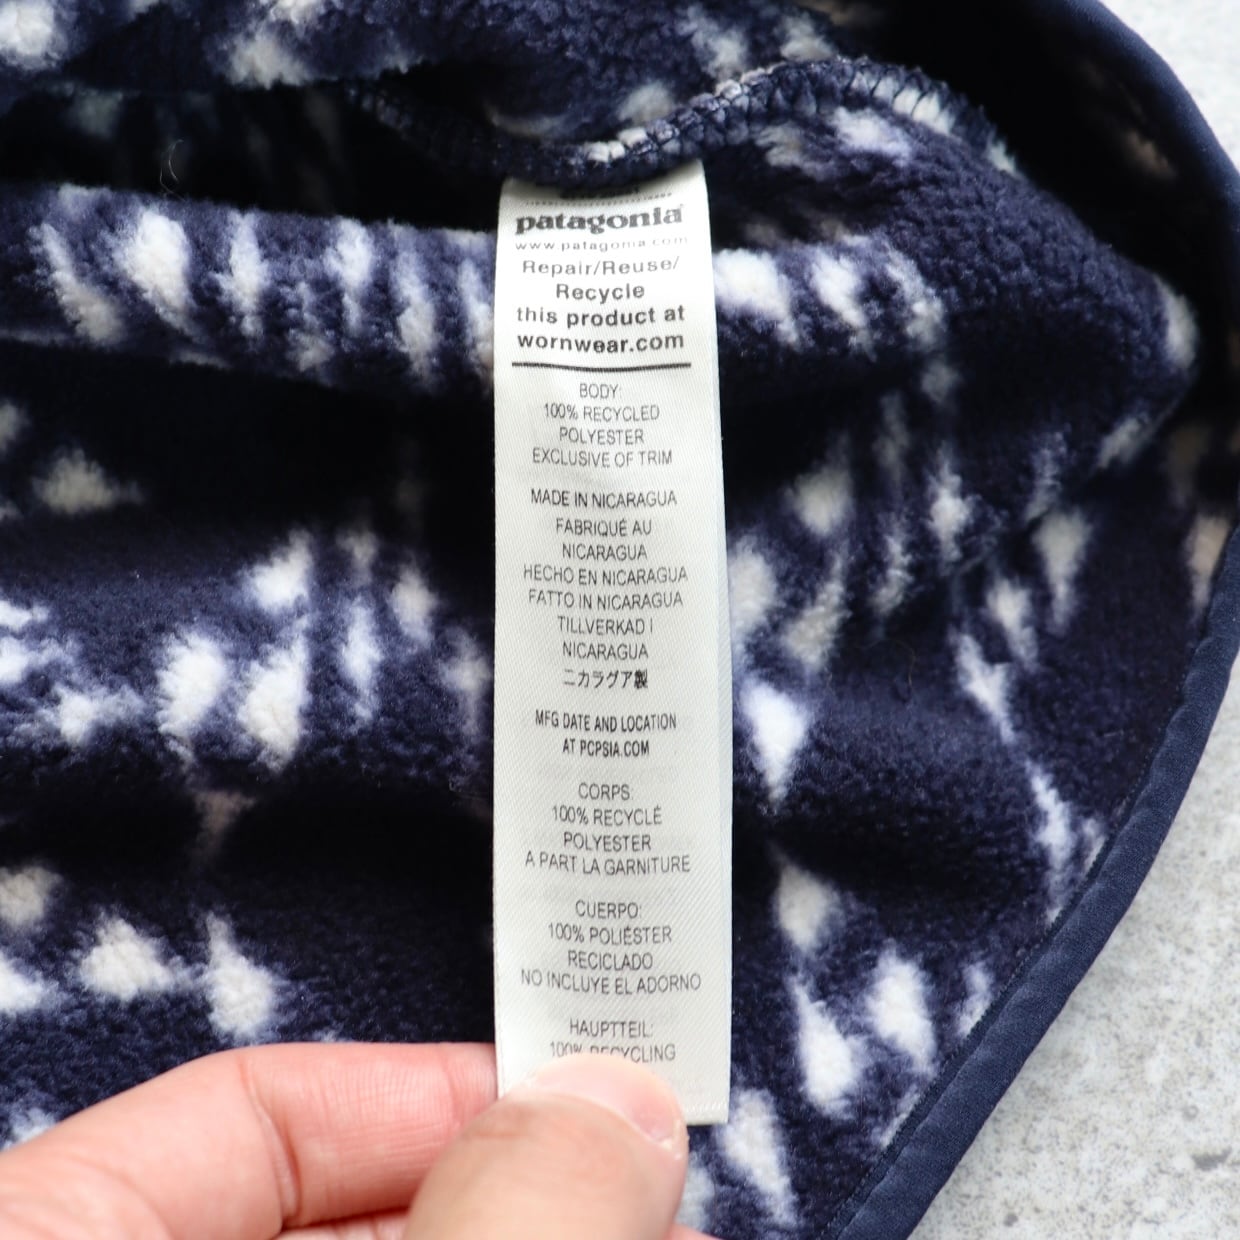 patagonia
www.patagonia.com
Repair/Reuse/
Recycle
this product at
wornwear.com
BODY:
100% RECYCLED
POLYESTER
EXCLUSIVE OF TRIM
MADE IN NICARAGUA
FABRIQUÉ AU
NICARAGUA
HECHO EN NICARAGUA
FATTO IN NICARAGUA
TILLVERKAD I
NICARAGUA
ニカラグア製
MFG DATE AND LOCATION
AT PCPSIA.COM
CORPS:
100% RECYCLÉ
POLYESTER
A PART LA GARNITURE
CUERPO:
100% POLIÉSTER
RECICLADO
NO INCLUYE EL ADORNO
HAUPTTEIL:
100% RECYCLING